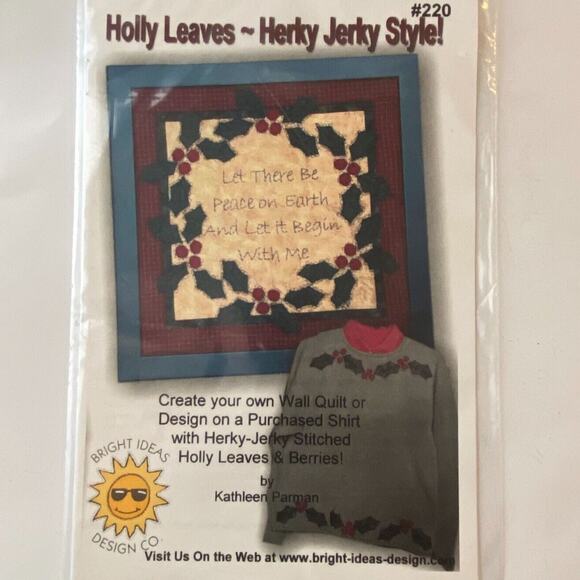 #220
Holly Leaves ~ Herky Jerky Style!
Let There Be
Peace on Earth
And Let it Begin
With Me
Create your own Wall Quilt or
Design on a Purchased Shirt
with Herky-Jerky Stitched
Holly Leaves & Berries!
by
Kathleen Parman
BRIGHT IDEAS
DESIGN CO.
Visit Us On the Web at www.bright-ideas-design.com